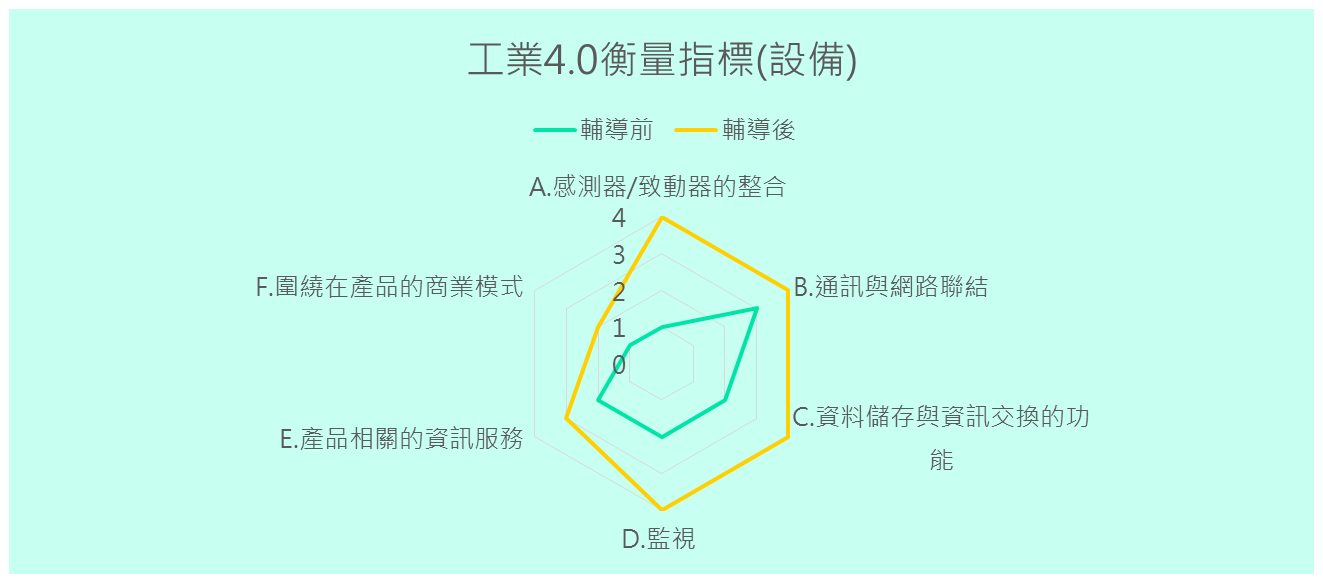 工業4.0衡量指標(設備)
輔導前 輔導後
A.感測器/致動器的整合
4
3
2
1
0
F.圍繞在產品的商業模式
B.通訊與網路聯結
E.產品相關的資訊服務
C.資料儲存與資訊交換的功
能
D.監視